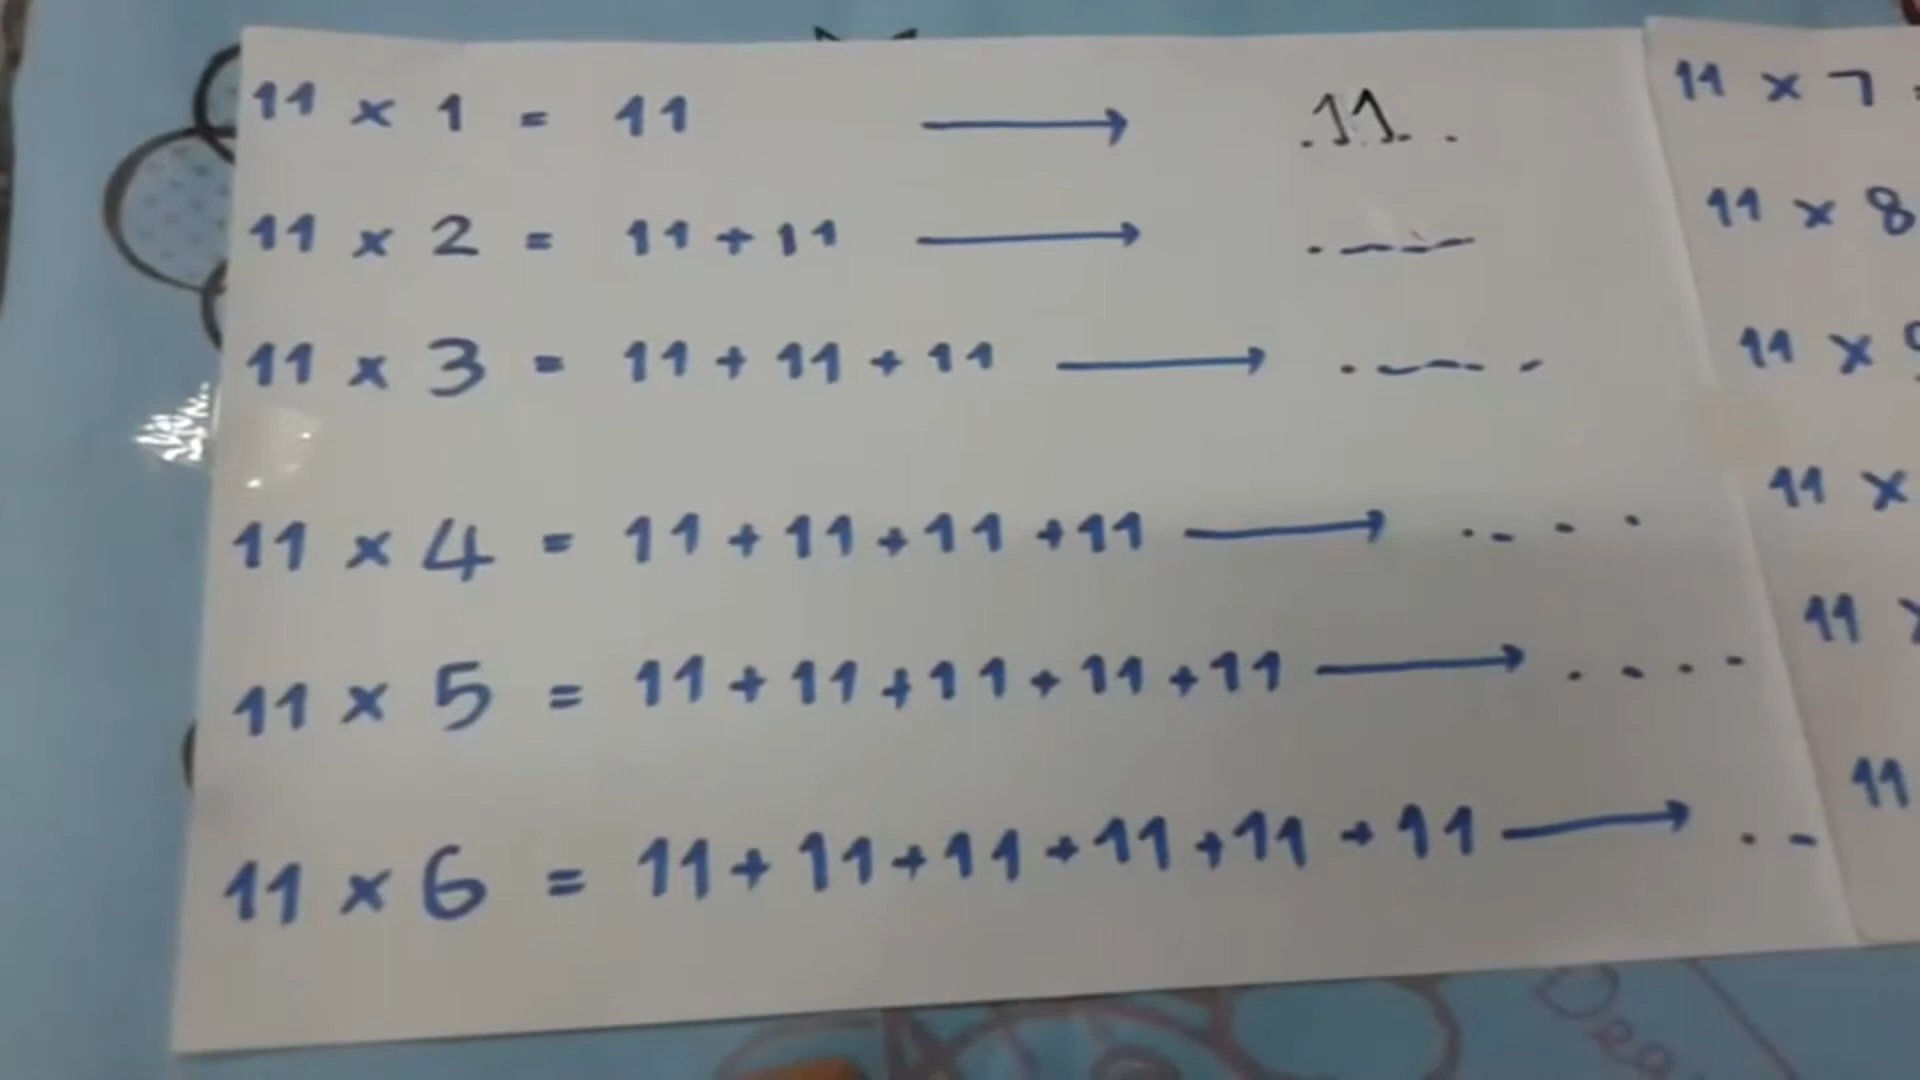 11 x 1 = 11 → 11
11 x 2 = 11 + 11 →
11 x 3 = 11 + 11 + 11 →
11 x 4 = 11 + 11 + 11 + 11 →
11 x 5 = 11 + 11 + 11 + 11 + 11 →
11 x 6 = 11 + 11 + 11 + 11 + 11 + 11 →
11 x 7
11 x 8
11 x
11 x
11 x
11